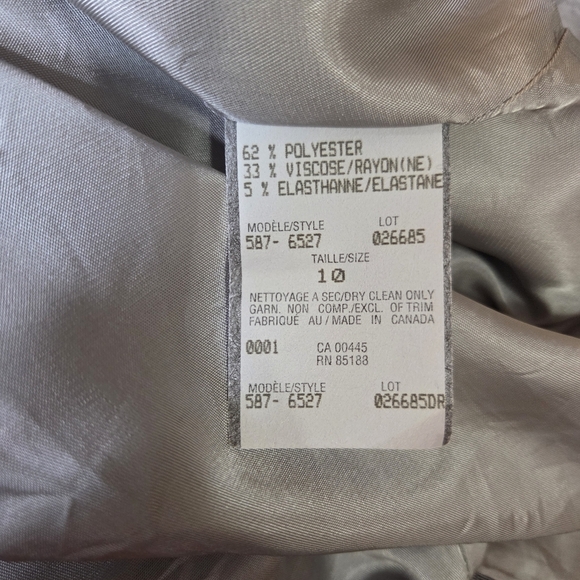 62 % POLYESTER
33 % VISCOSE/RAYON(NE)
5 % ELASTHANNE/ELASTANE
MODÈLE/STYLE LOT
587- 6527 026685
TAILLE/SIZE
10
NETTOYAGE A SEC/DRY CLEAN ONLY
GARN. NON COMP./EXCL. OF TRIM
FABRIQUÉ AU/MADE IN CANADA
0001 CA 00445
RN 85188
MODÈLE/STYLE LOT
587- 6527 026685DR